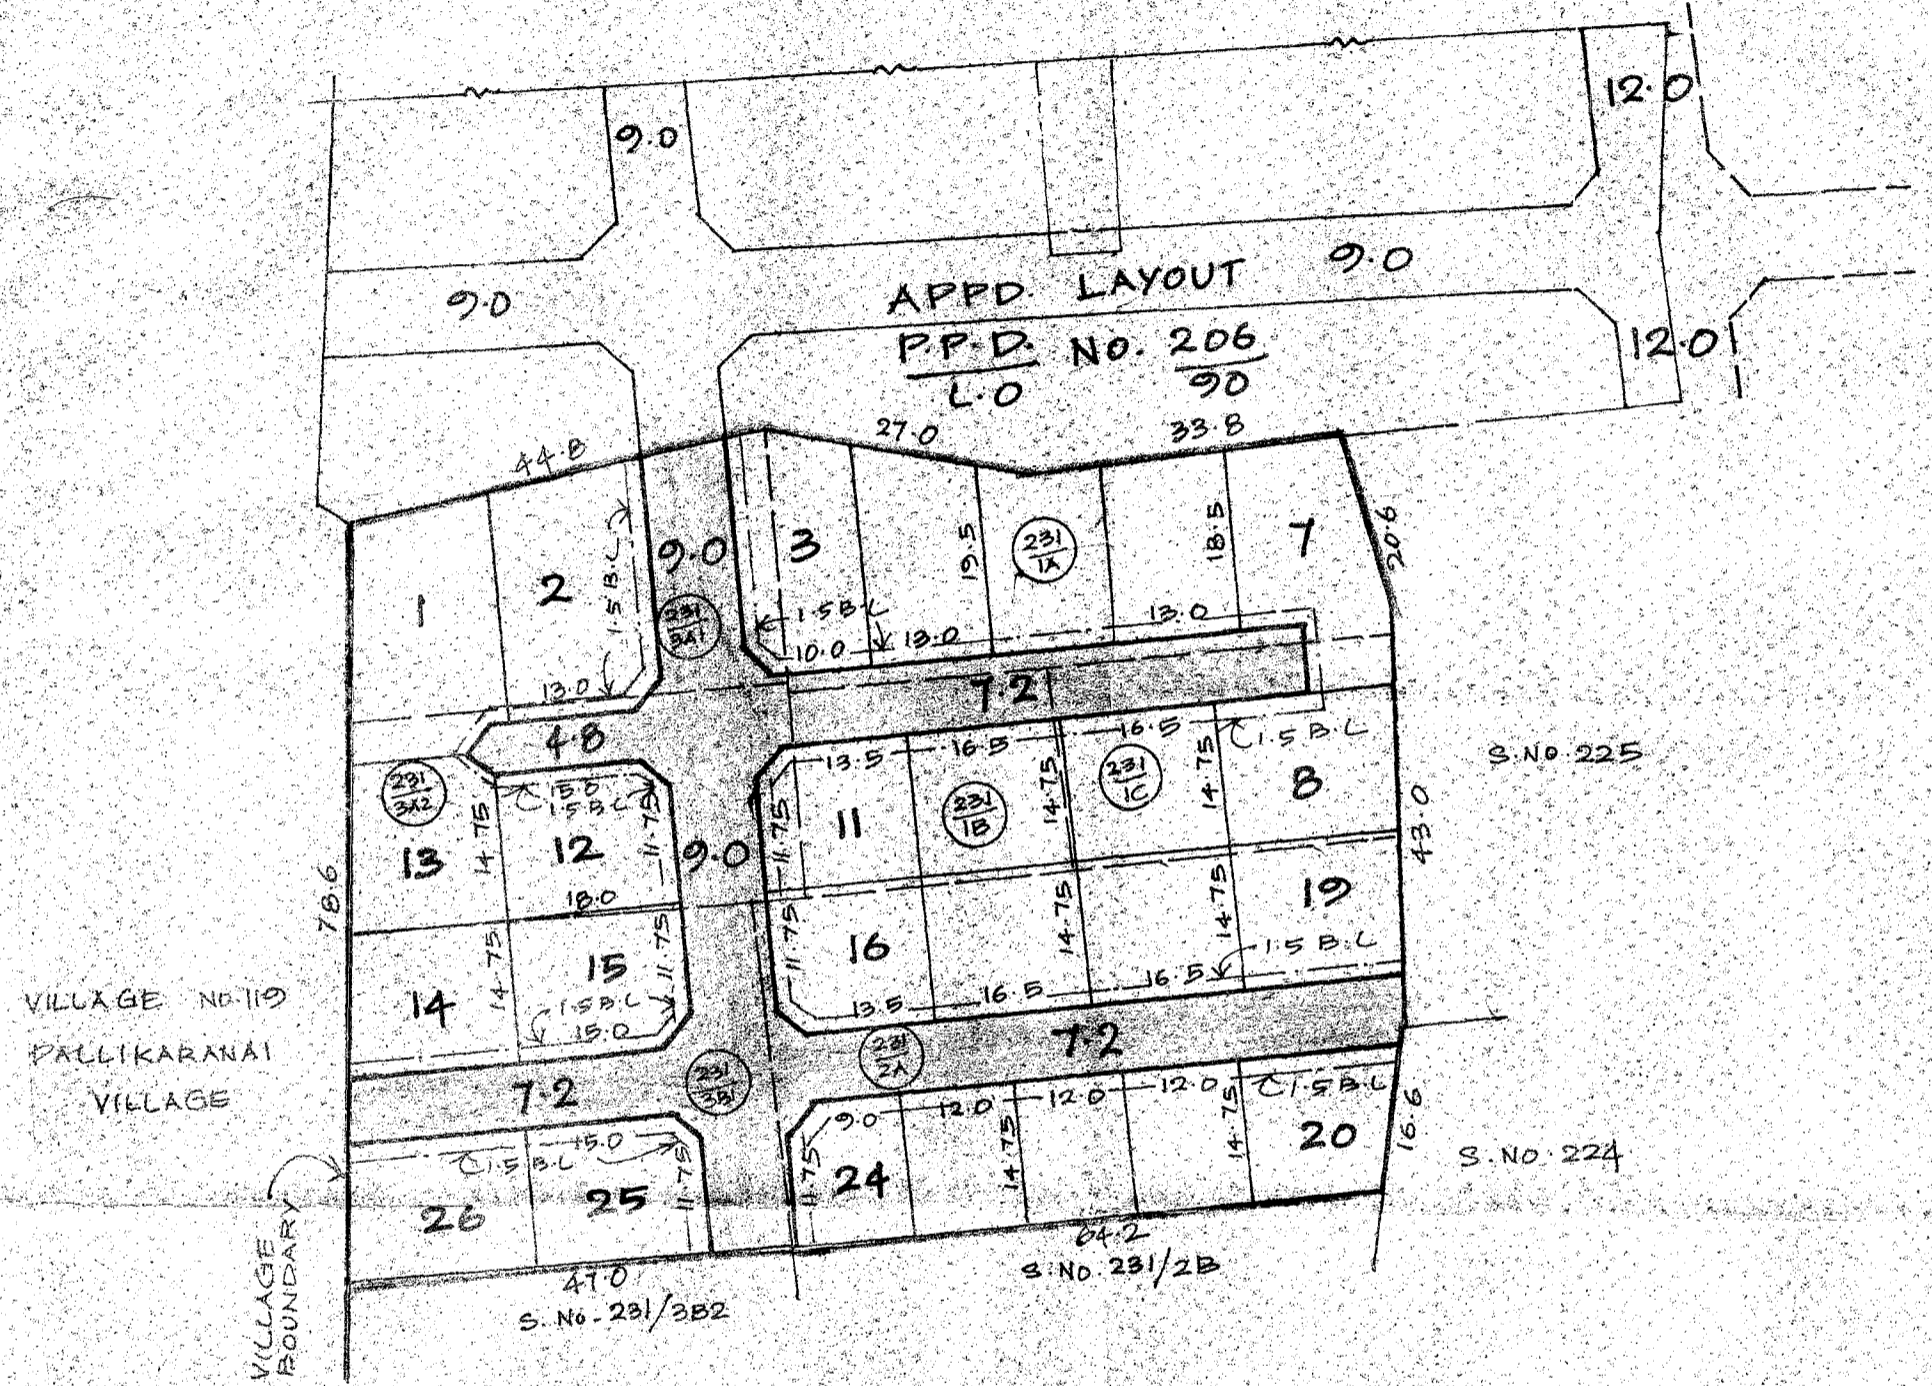 12.0
9.0
9.0
9.0
APPD. LAYOUT
P.P.D. NO. 206
L.O 90
12.0
44.8
27.0
33.8
1
2
1.5 B.L
9.0
3
19.5
231
1A
18.5
7
20.6
231
3A1
1.5 B.L
10.0
13.0
13.0
13.0
7.2
4.8
231
3A2
15.0
1.5 B.L
14.75
13
12
11.75
18.0
9.0
13.5
16.5
16.5
1.5 B.L
11.75
11
231
1B
14.75
231
1C
14.75
8
S.NO.225
43.0
78.6
14
14.75
15
11.75
1.5 B.L
15.0
11.75
16
14.75
14.75
19
1.5 B.L
13.5
16.5
16.5
VILLAGE NO.119
PALLIKARANAI
VILLAGE
7.2
231
3B1
231
2A
7.2
15.0
1.5 B.L
11.75
26
25
9.0
12.0
12.0
12.0
1.5 B.L
11.75
24
14.75
14.75
20
16.6
S.NO.224
VILLAGE
BOUNDARY
47.0
S.No-231/3B2
64.2
S.NO.231/2B